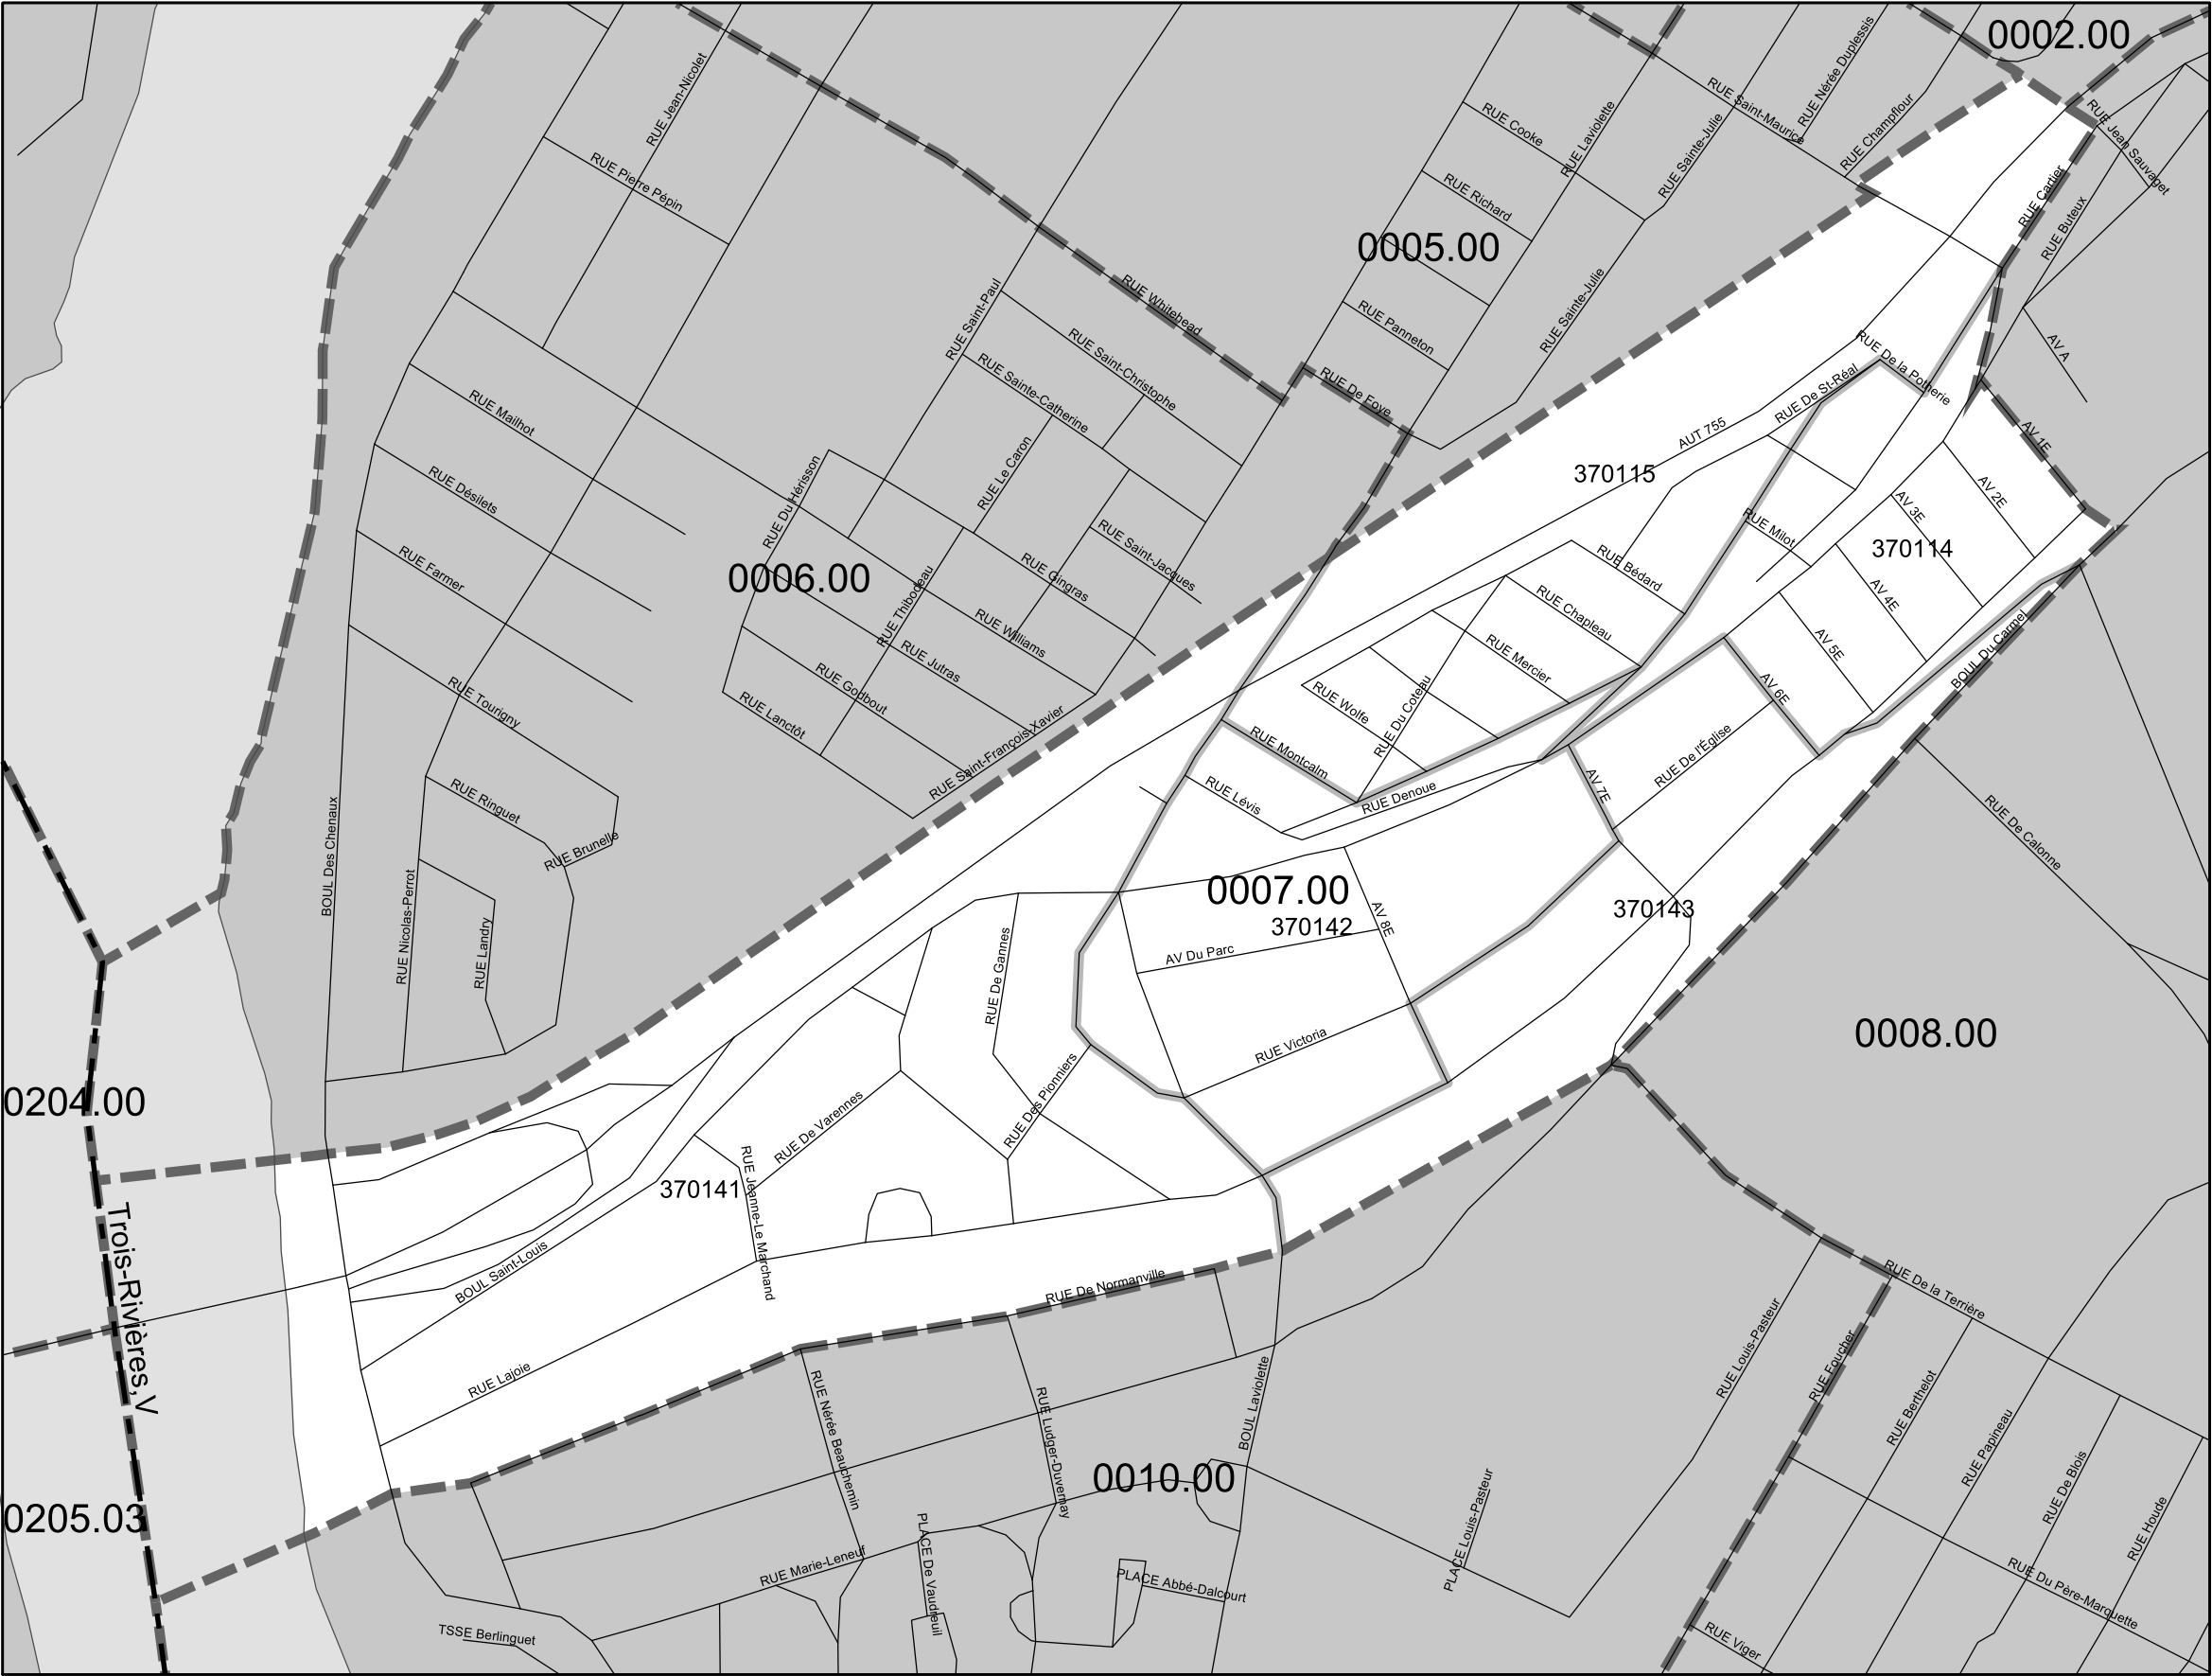 0002.00
RUE Jean-Nicolet
RUE Nérée Duplessis
RUE Saint-Maurice
RUE Champflour
RUE Cooke
RUE Laviolette
RUE Sainte-Julie
RUE Jean Sauvaget
RUE Pierre Pépin
RUE Richard
RUE Cartier
RUE Buteux
0005.00
RUE Whitehead
RUE Saint-Paul
RUE Sainte-Julie
RUE Panneton
RUE Saint-Christophe
RUE Sainte-Catherine
RUE De Foye
RUE De la Potherie
RUE De St-Réal
AV A
RUE Mailhot
AUT 755
AV 1E
RUE Le Caron
RUE Du Hérisson
370115
RUE Désilets
AV 2E
AV 3E
RUE Milot
RUE Saint-Jacques
370114
RUE Farmer
0006.00
RUE Gingras
RUE Bédard
RUE Thibodeau
RUE Chapleau
AV 4E
RUE Williams
RUE Jutras
RUE Mercier
AV 5E
BOUL Du Carmel
RUE Tourigny
RUE Godbout
RUE Wolfe
RUE Du Coteau
AV 6E
RUE Lanctôt
RUE Saint-François-Xavier
RUE Montcalm
RUE De l'Église
RUE Ringuet
RUE Lévis
RUE Denoue
AV 7E
RUE Brunelle
BOUL Des Chenaux
RUE De Calonne
0007.00
370142
AV 8E
370143
RUE Nicolas-Perrot
RUE Landry
RUE De Gannes
AV Du Parc
0008.00
RUE Victoria
0204.00
RUE De Varennes
RUE Des Pionniers
370141
RUE Jeanne-Le Marchand
Trois-Rivières,V
BOUL Saint-Louis
RUE De Normanville
RUE De la Terrière
RUE Lajoie
RUE Louis-Pasteur
RUE Foucher
RUE Nérée Beauchemin
RUE Ludger-Duvernay
BOUL Laviolette
RUE Berthelot
RUE Papineau
0010.00
PLACE Louis-Pasteur
RUE De Blois
RUE Houde
0205.03
RUE Marie-Leneuf
PLACE De Vaudreuil
PLACE Abbé-Dalcourt
RUE Du Père-Marquette
TSSE Berlinguet
RUE Viger